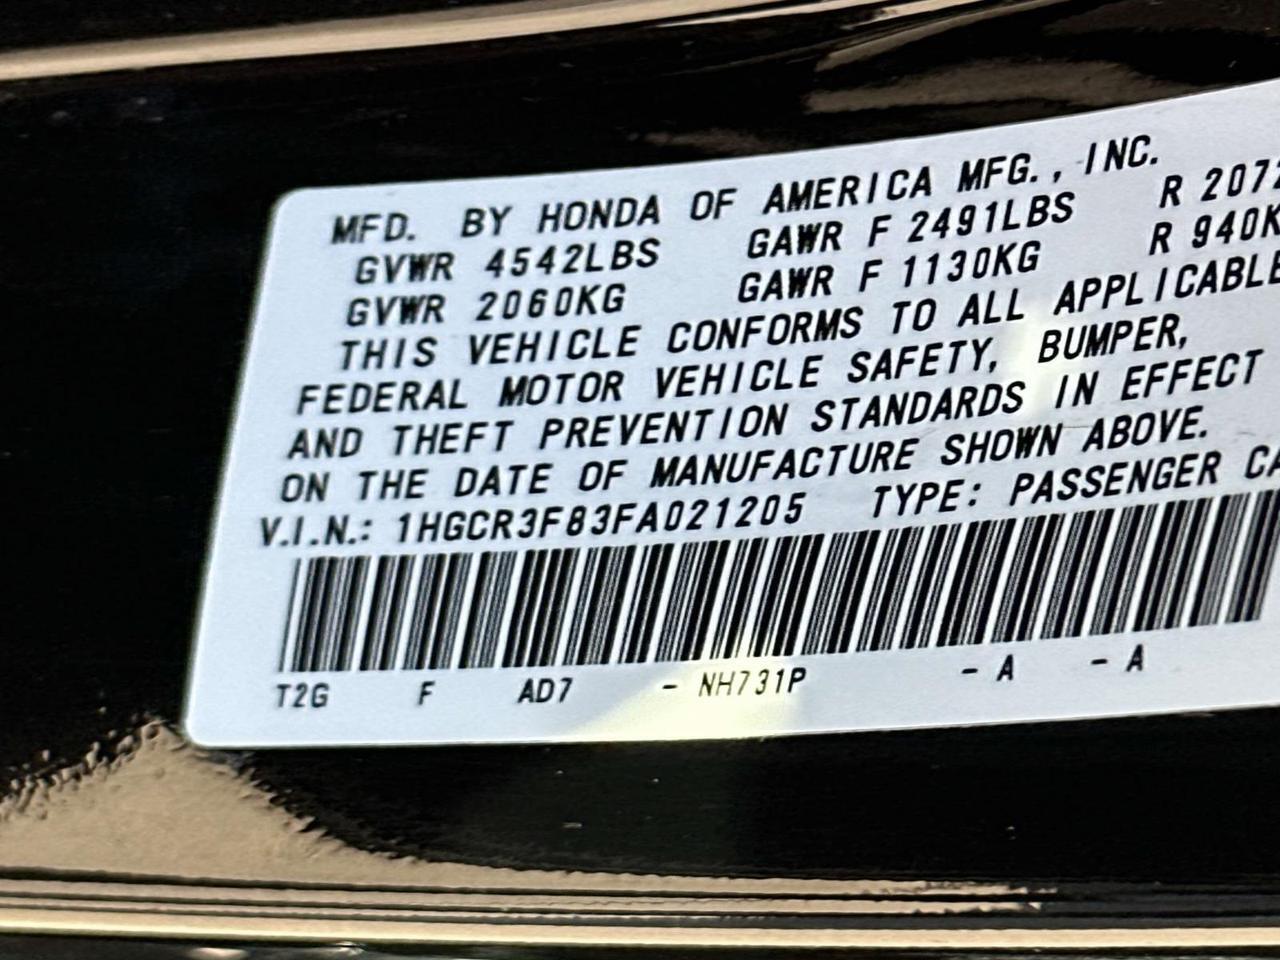 MFD. BY HONDA OF AMERICA MFG., INC.
GVWR 4542LBS GAWR F 2491LBS R 2072
GVWR 2060KG GAWR F 1130KG R 940K
THIS VEHICLE CONFORMS TO ALL APPLICABLE
FEDERAL MOTOR VEHICLE SAFETY, BUMPER,
AND THEFT PREVENTION STANDARDS IN EFFECT
ON THE DATE OF MANUFACTURE SHOWN ABOVE.
V.I.N.: 1HGCR3F83FA021205 TYPE: PASSENGER CA
T2G F AD7 - NH731P - A - A